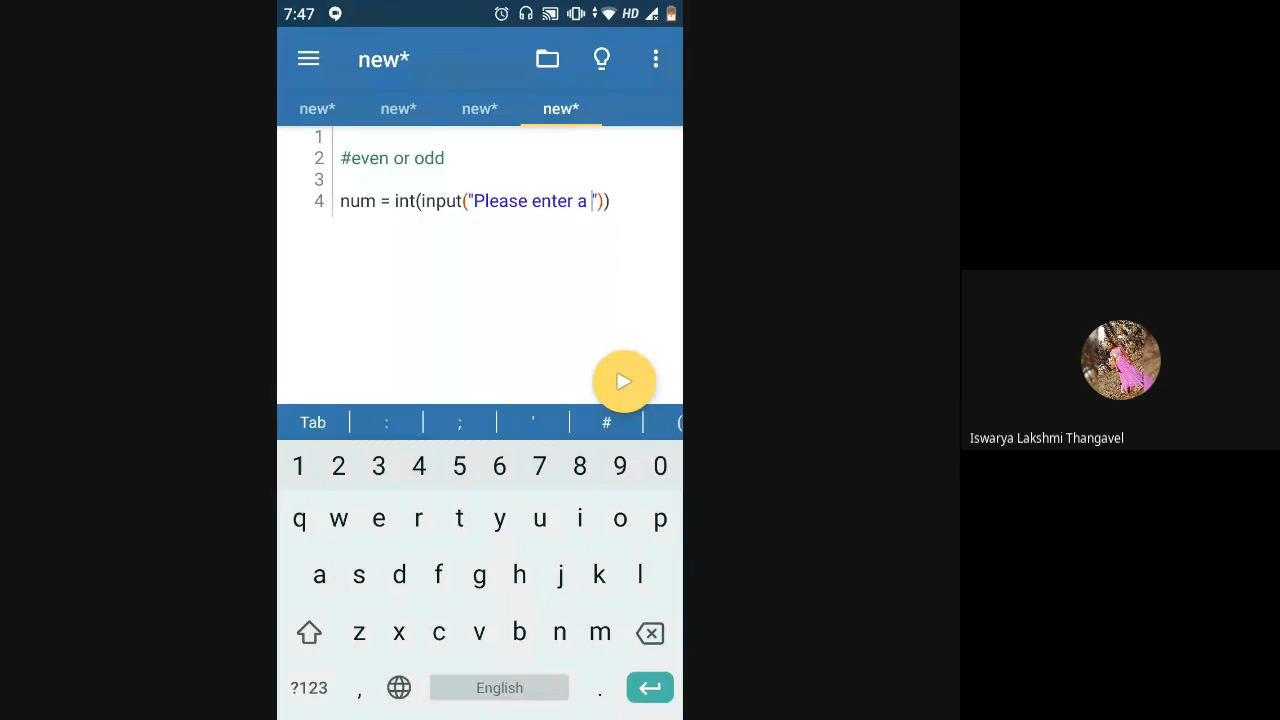 7:47 HD
new*
new* new* new* new*
1
2 #even or odd
3
4 num = int(input("Please enter a "))
Tab : ; ' # (
1 2 3 4 5 6 7 8 9 0
q w e r t y u i o p
a s d f g h j k l
z x c v b n m
?123 , English .
Iswarya Lakshmi Thangavel